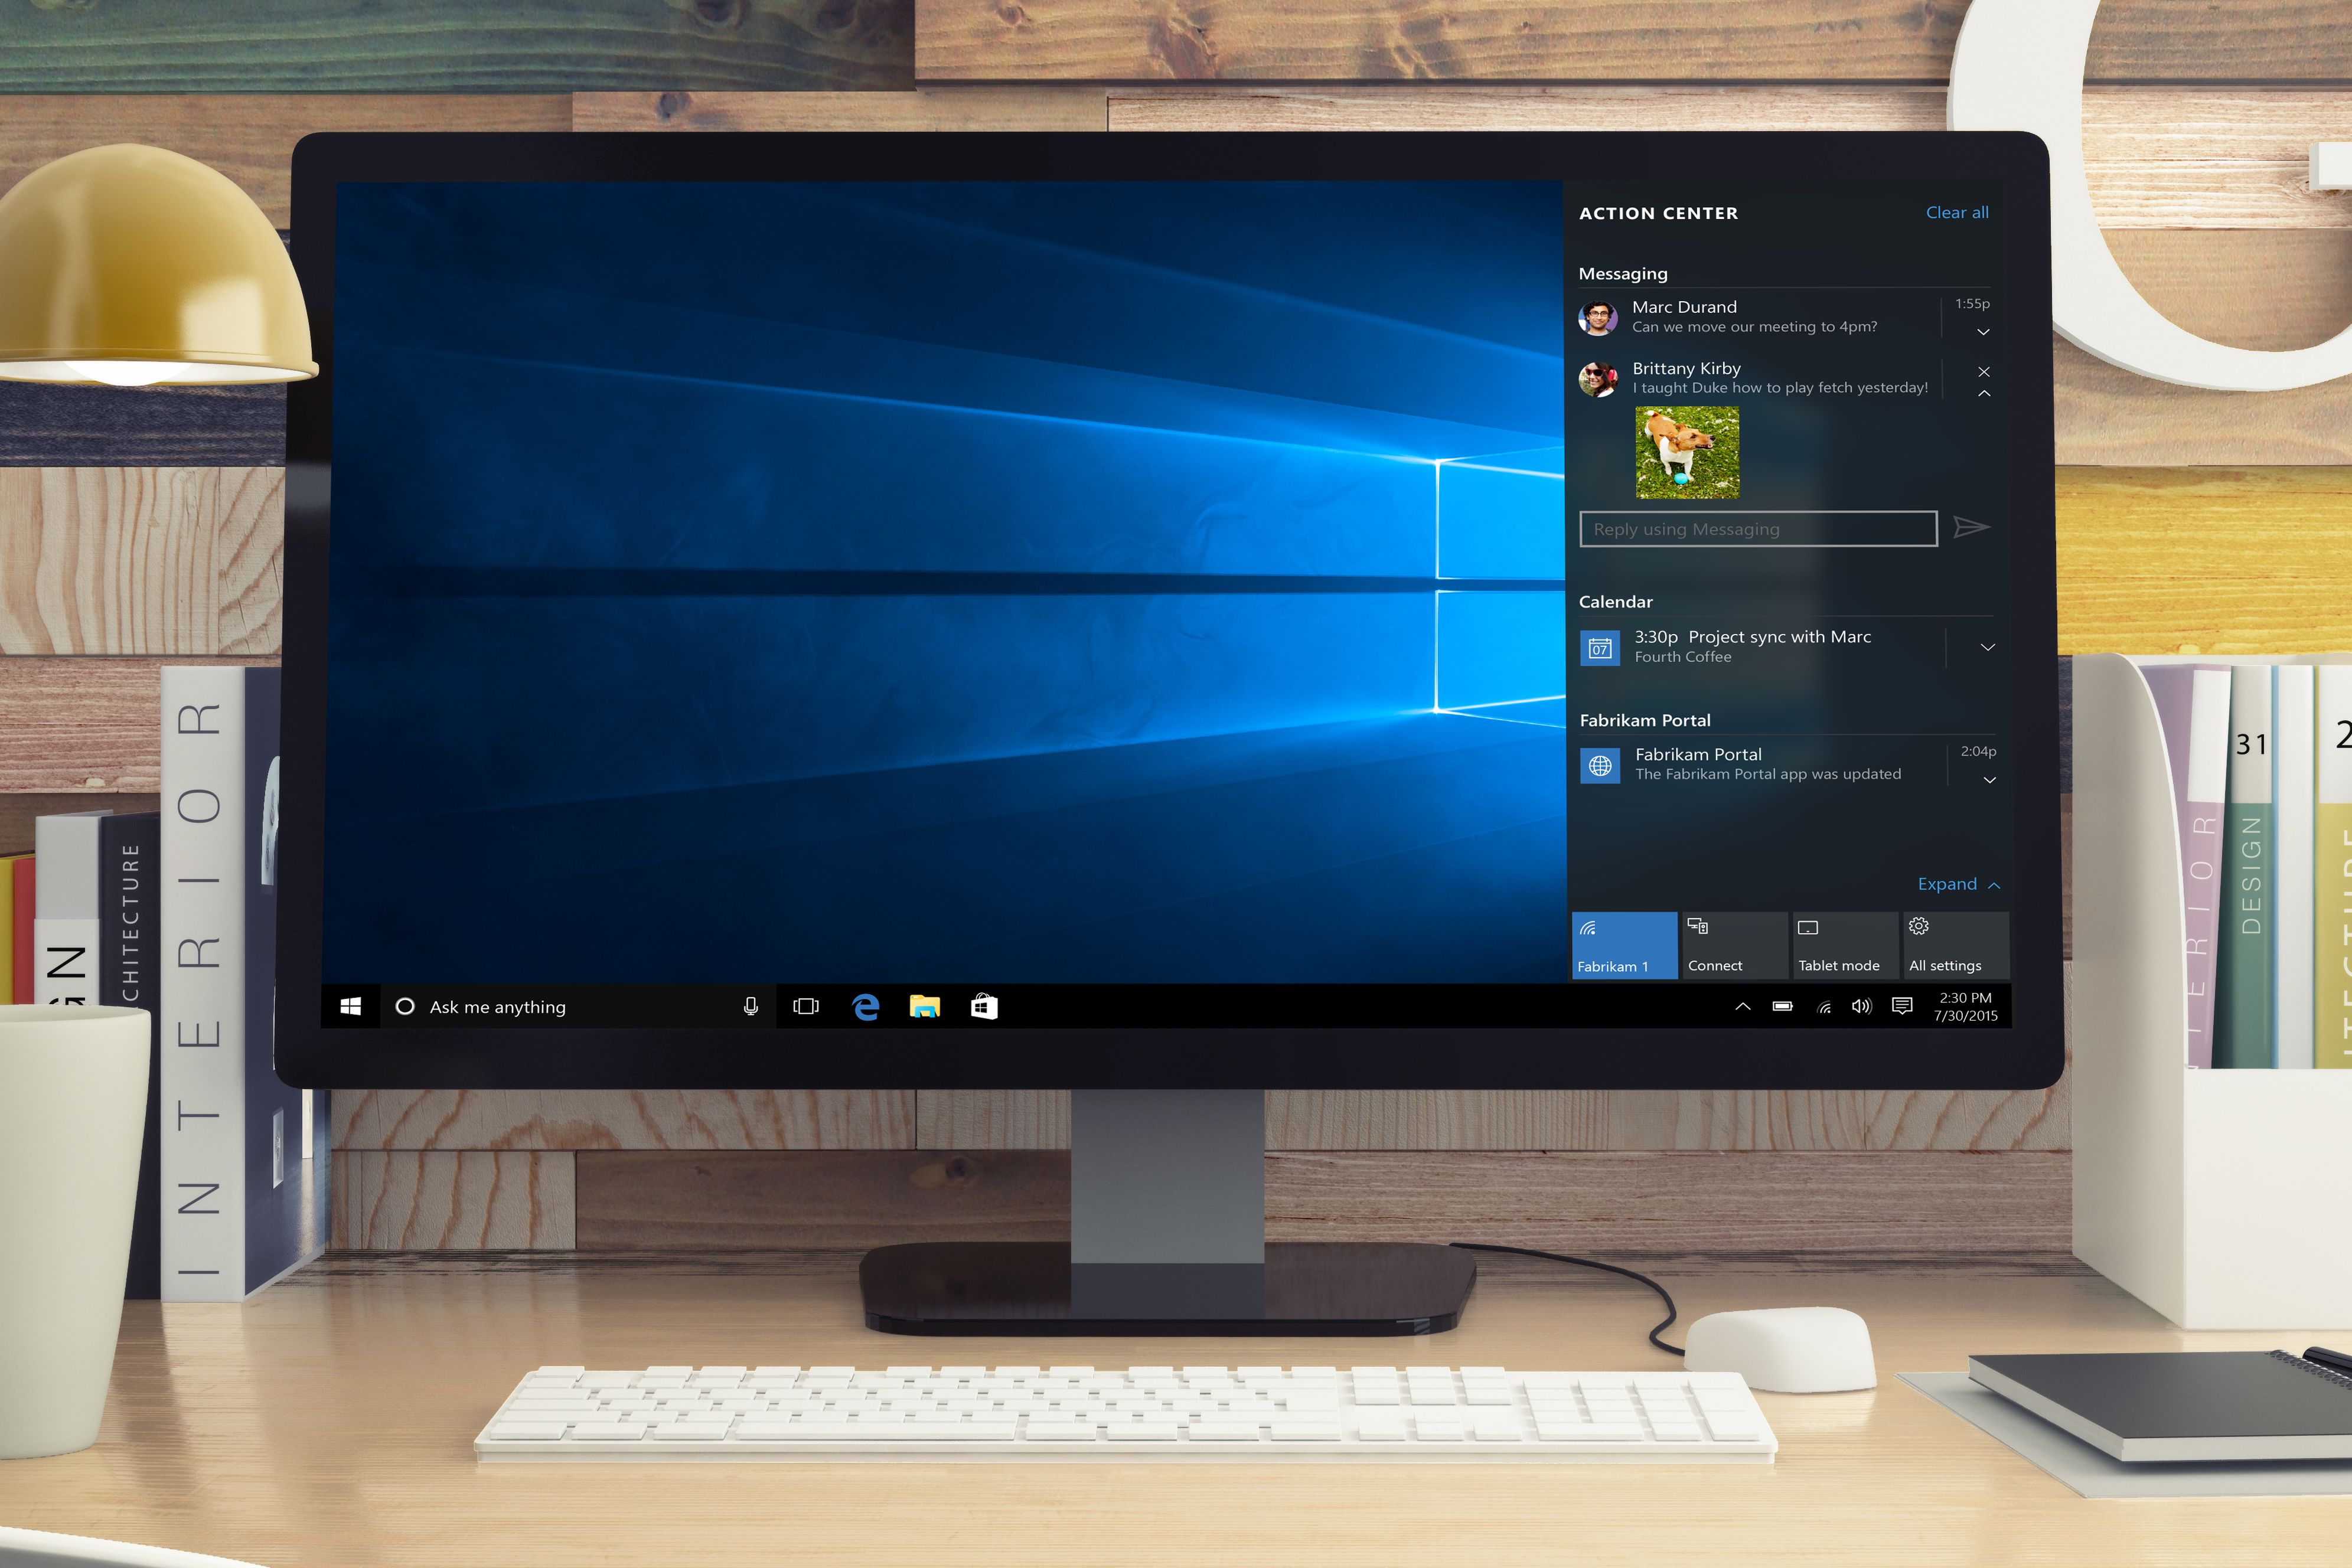 ACTION CENTER
Clear all
Messaging
Marc Durand
1:55p
Can we move our meeting to 4pm?
Brittany Kirby
I taught Duke how to play fetch yesterday!
Reply using Messaging
Calendar
07
3:30p Project sync with Marc
Fourth Coffee
Fabrikam Portal
Fabrikam Portal
2:04p
The Fabrikam Portal app was updated
Expand
Fabrikam 1
Connect
Tablet mode
All settings
Ask me anything
2:30 PM
7/30/2015
INTERIOR
31
DESIGN